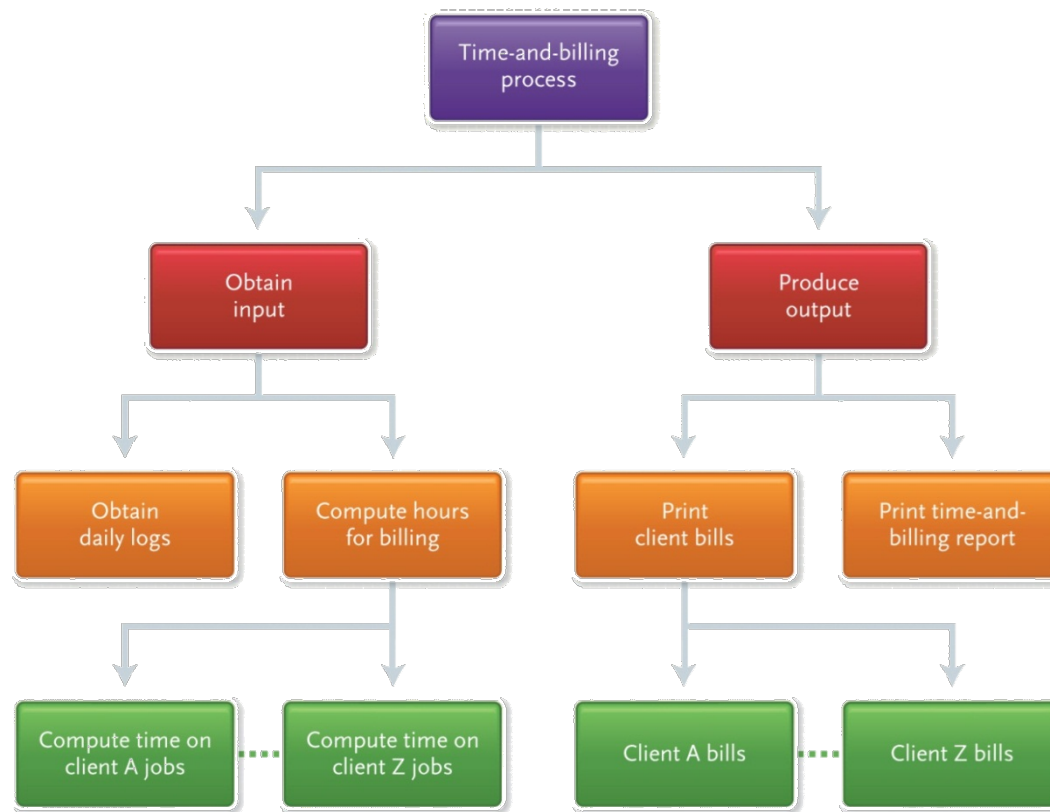 Time-and-billing
process
Obtain
input
Produce
output
Obtain
daily logs
Compute hours
for billing
Print
client bills
Print time-and-
billing report
Compute time on
client A jobs
Compute time on
client Z jobs
Client A bills
Client Z bills